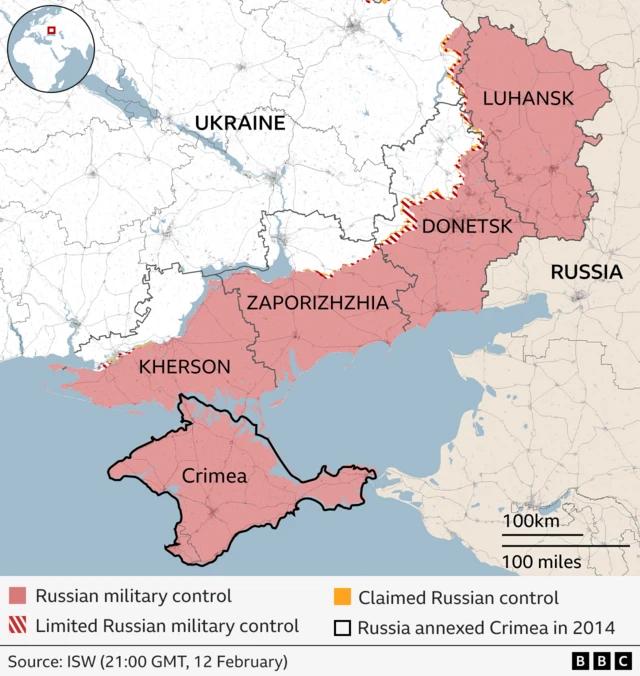 UKRAINE
LUHANSK
DONETSK
RUSSIA
ZAPORIZHZHIA
KHERSON
Crimea
100km
100 miles
Russian military control
Claimed Russian control
Limited Russian military control
Russia annexed Crimea in 2014
Source: ISW (21:00 GMT, 12 February)
BBC